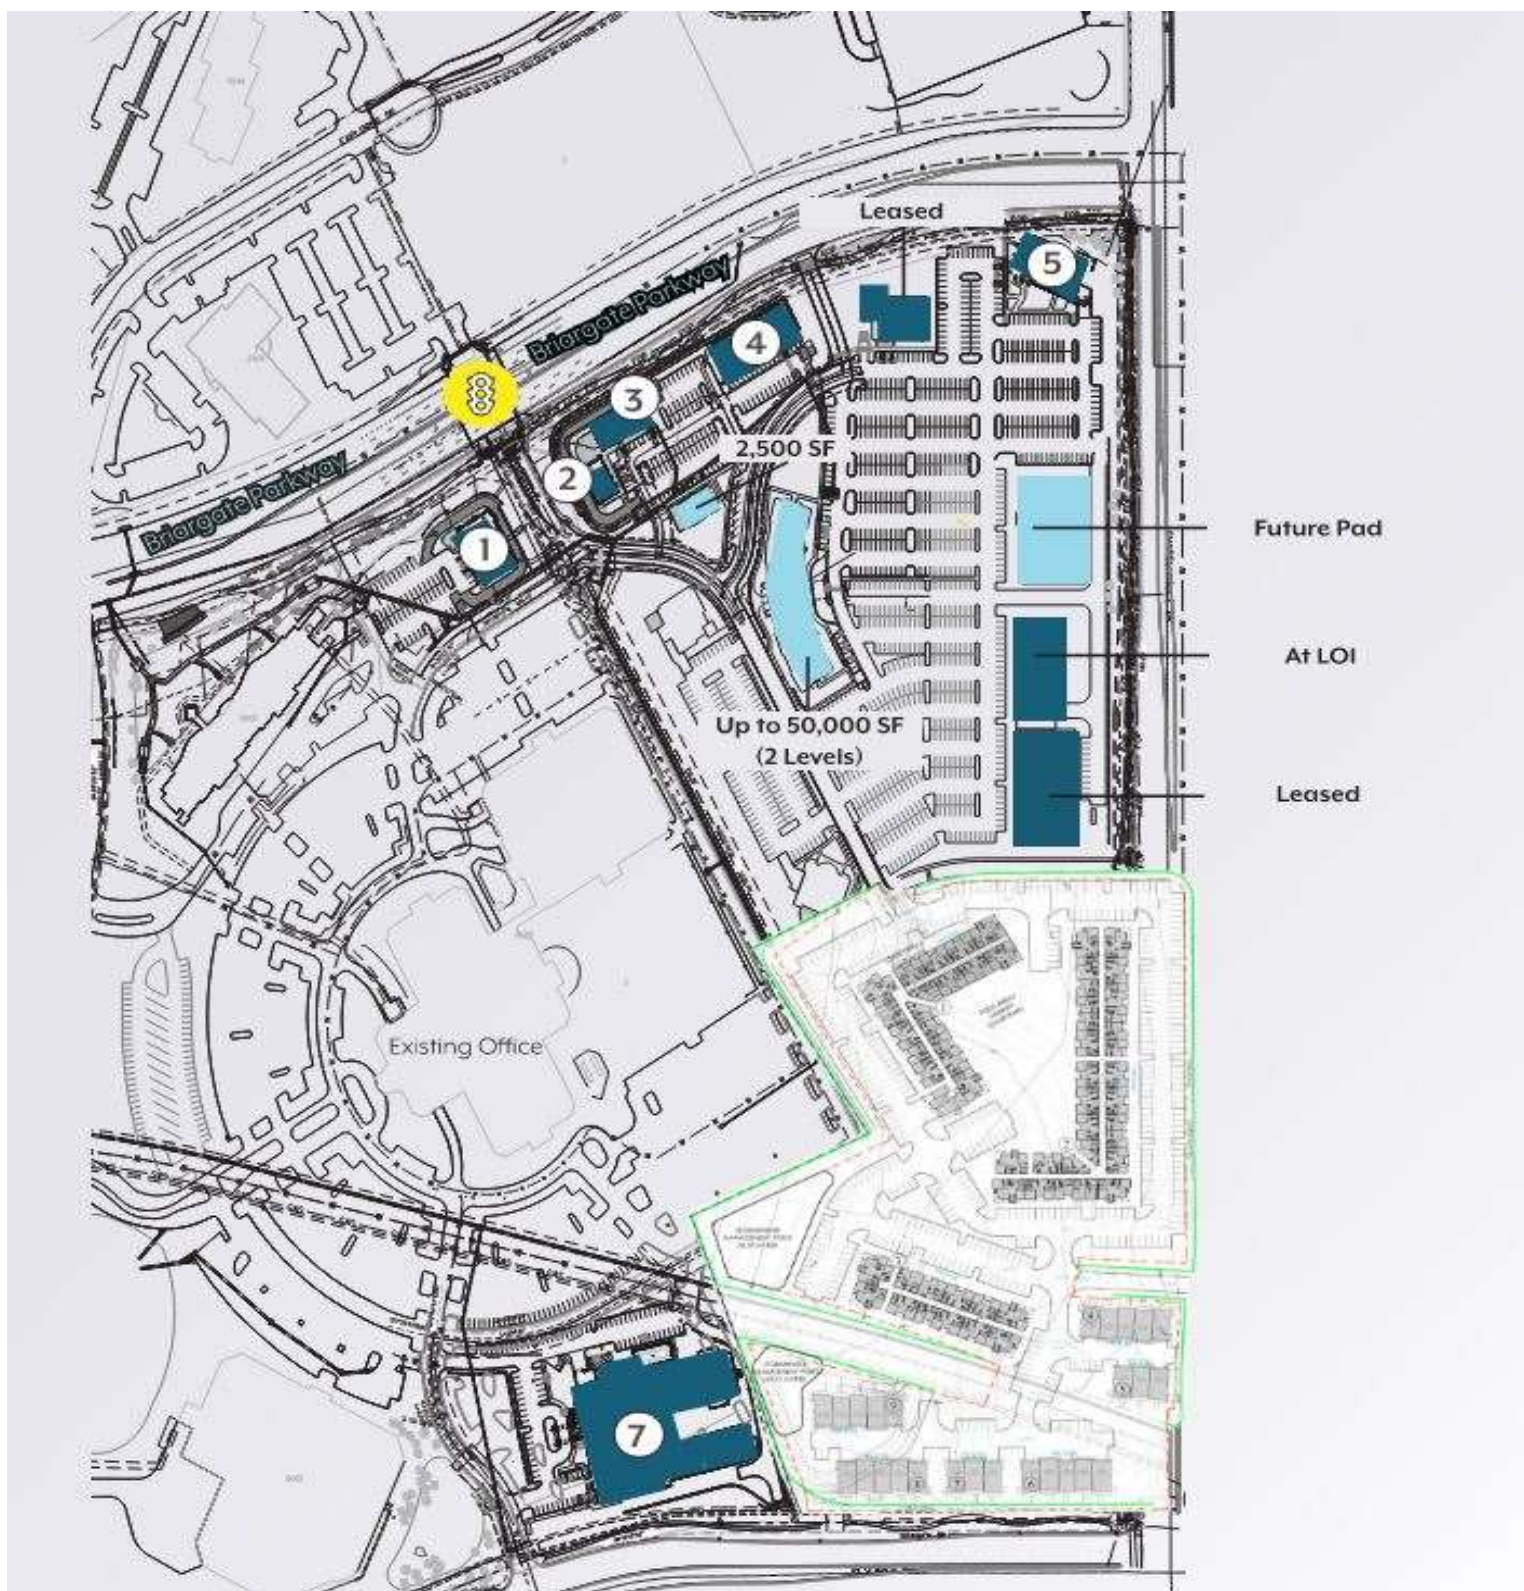 Leased
5
Briargate Parkway
4
3
2,500 SF
2
Briargate Parkway
1
Future Pad
At LOI
Up to 50,000 SF
(2 Levels)
Leased
Existing Office
7